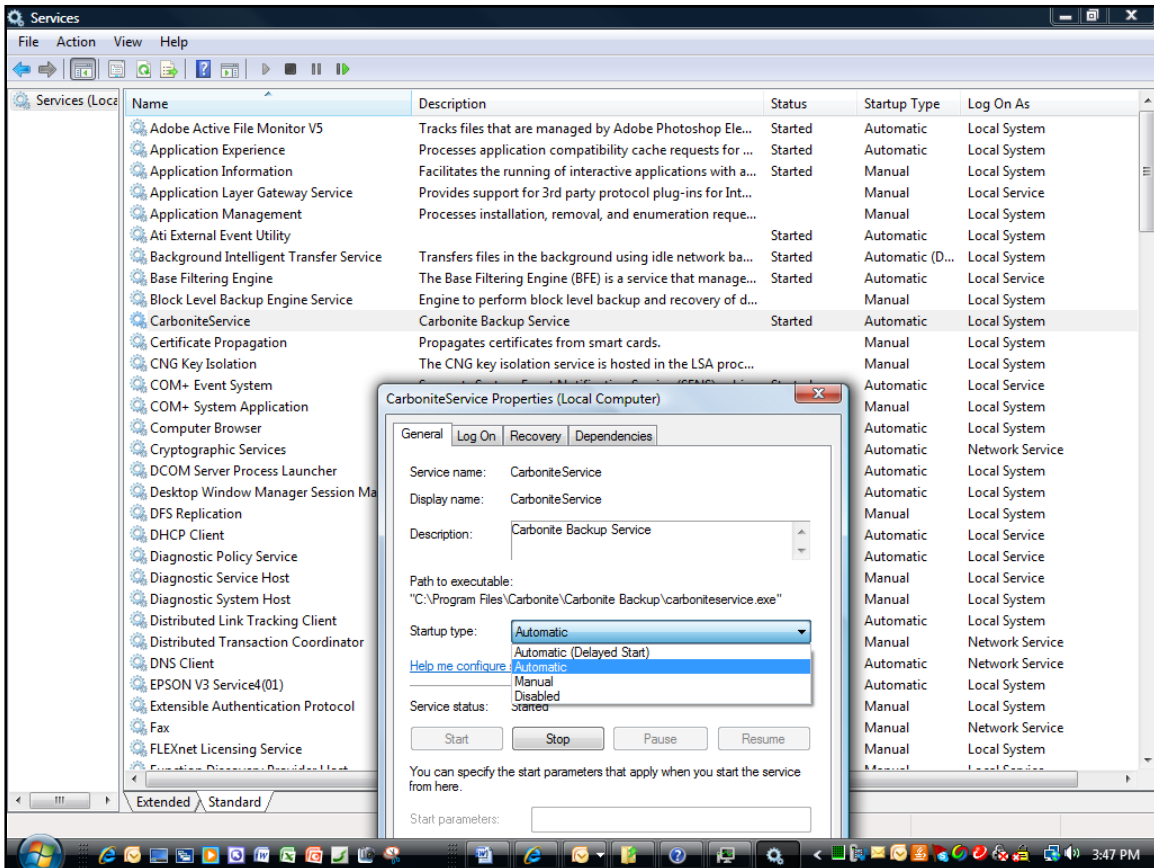 Services
File Action View Help
Services (Loca
Name Description Status Startup Type Log On As
Adobe Active File Monitor V5 Tracks files that are managed by Adobe Photoshop Ele... Started Automatic Local System
Application Experience Processes application compatibility cache requests for ... Started Automatic Local System
Application Information Facilitates the running of interactive applications with a... Started Manual Local System
Application Layer Gateway Service Provides support for 3rd party protocol plug-ins for Int... Manual Local Service
Application Management Processes installation, removal, and enumeration reque... Manual Local System
Ati External Event Utility Started Automatic Local System
Background Intelligent Transfer Service Transfers files in the background using idle network ba... Started Automatic (D... Local System
Base Filtering Engine The Base Filtering Engine (BFE) is a service that manage... Started Automatic Local Service
Block Level Backup Engine Service Engine to perform block level backup and recovery of d... Manual Local System
CarboniteService Carbonite Backup Service Started Automatic Local System
Certificate Propagation Propagates certificates from smart cards. Manual Local System
CNG Key Isolation The CNG key isolation service is hosted in the LSA proc... Manual Local System
COM+ Event System Automatic Local Service
COM+ System Application Manual Local System
Computer Browser Automatic Local System
Cryptographic Services Automatic Network Service
DCOM Server Process Launcher Automatic Local System
Desktop Window Manager Session Ma Automatic Local System
DFS Replication Manual Local System
DHCP Client Automatic Local Service
Diagnostic Policy Service Automatic Local Service
Diagnostic Service Host Manual Local Service
Diagnostic System Host Manual Local System
Distributed Link Tracking Client Automatic Local System
Distributed Transaction Coordinator Manual Network Service
DNS Client Automatic Network Service
EPSON V3 Service4(01) Automatic Local System
Extensible Authentication Protocol Manual Local System
Fax Manual Network Service
FLEXnet Licensing Service Manual Local System
CarboniteService Properties (Local Computer)
General Log On Recovery Dependencies
Service name: CarboniteService
Display name: CarboniteService
Description: Carbonite Backup Service
Path to executable:
"C:\Program Files\Carbonite\Carbonite Backup\carboniteservice.exe"
Startup type: Automatic
Automatic (Delayed Start)
Help me configure Automatic
Manual
Disabled
Service status: Started
Start Stop Pause Resume
You can specify the start parameters that apply when you start the service
from here.
Start parameters:
Extended Standard
3:47 PM